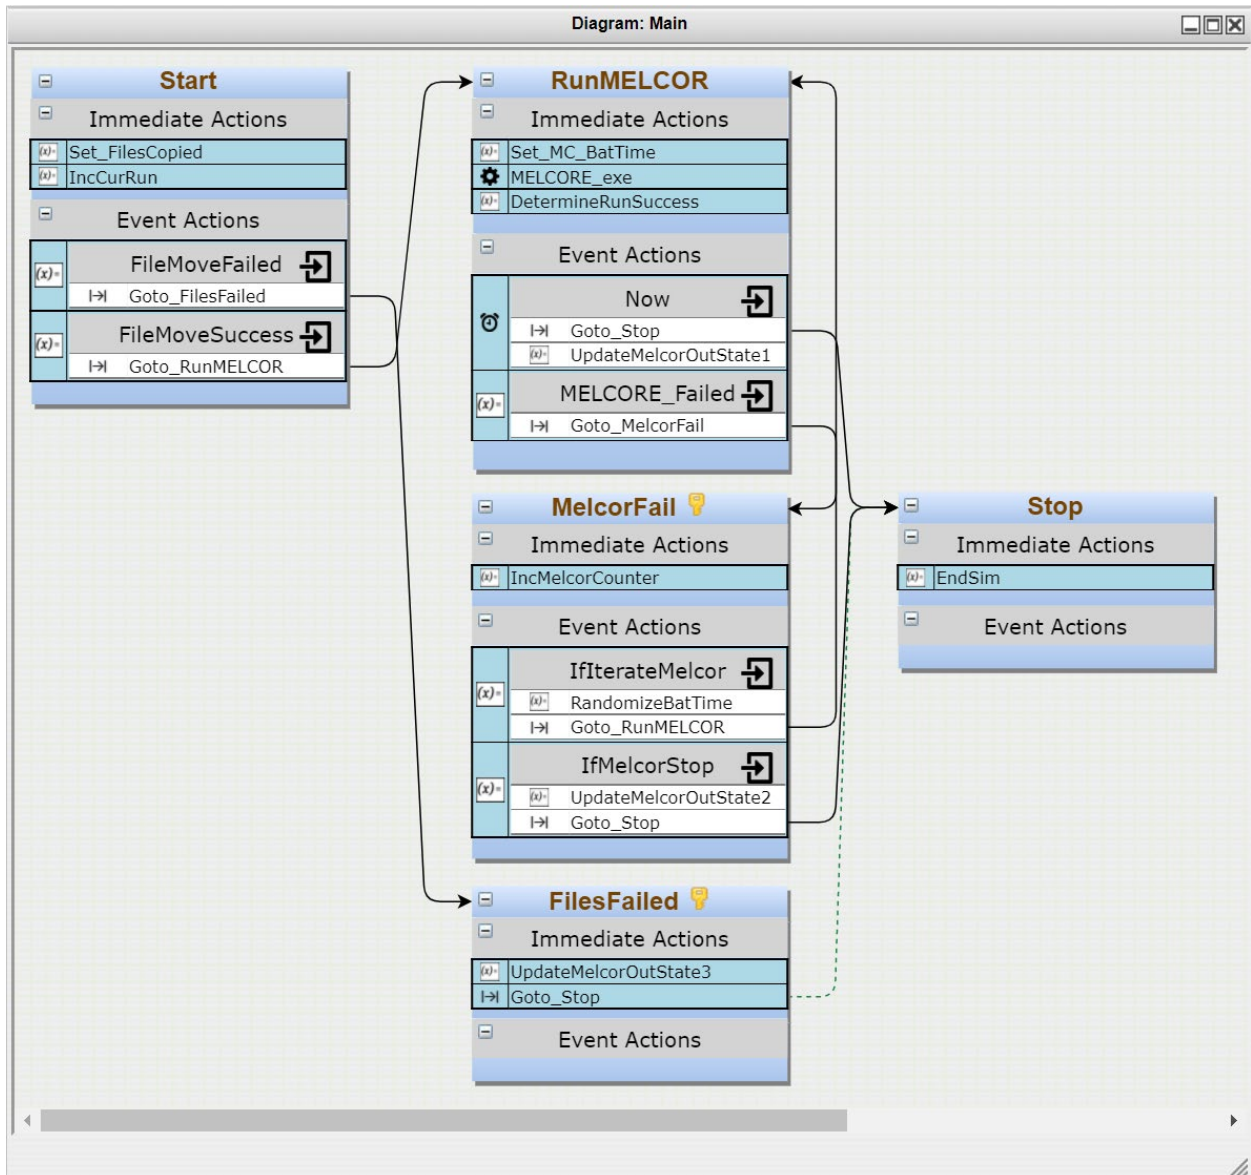 Diagram: Main
Start
Immediate Actions
(x)= Set_FilesCopied
(x)= IncCurRun
Event Actions
(x)= FileMoveFailed
Goto_FilesFailed
(x)= FileMoveSuccess
Goto_RunMELCOR
RunMELCOR
Immediate Actions
(x)= Set_MC_BatTime
MELCORE_exe
(x)= DetermineRunSuccess
Event Actions
Now
Goto_Stop
(x)= UpdateMelcorOutState1
(x)= MELCORE_Failed
Goto_MelcorFail
MelcorFail
Immediate Actions
(x)= IncMelcorCounter
Event Actions
(x)= IfIterateMelcor
(x)= RandomizeBatTime
Goto_RunMELCOR
(x)= IfMelcorStop
(x)= UpdateMelcorOutState2
Goto_Stop
FilesFailed
Immediate Actions
(x)= UpdateMelcorOutState3
Goto_Stop
Event Actions
Stop
Immediate Actions
(x)= EndSim
Event Actions